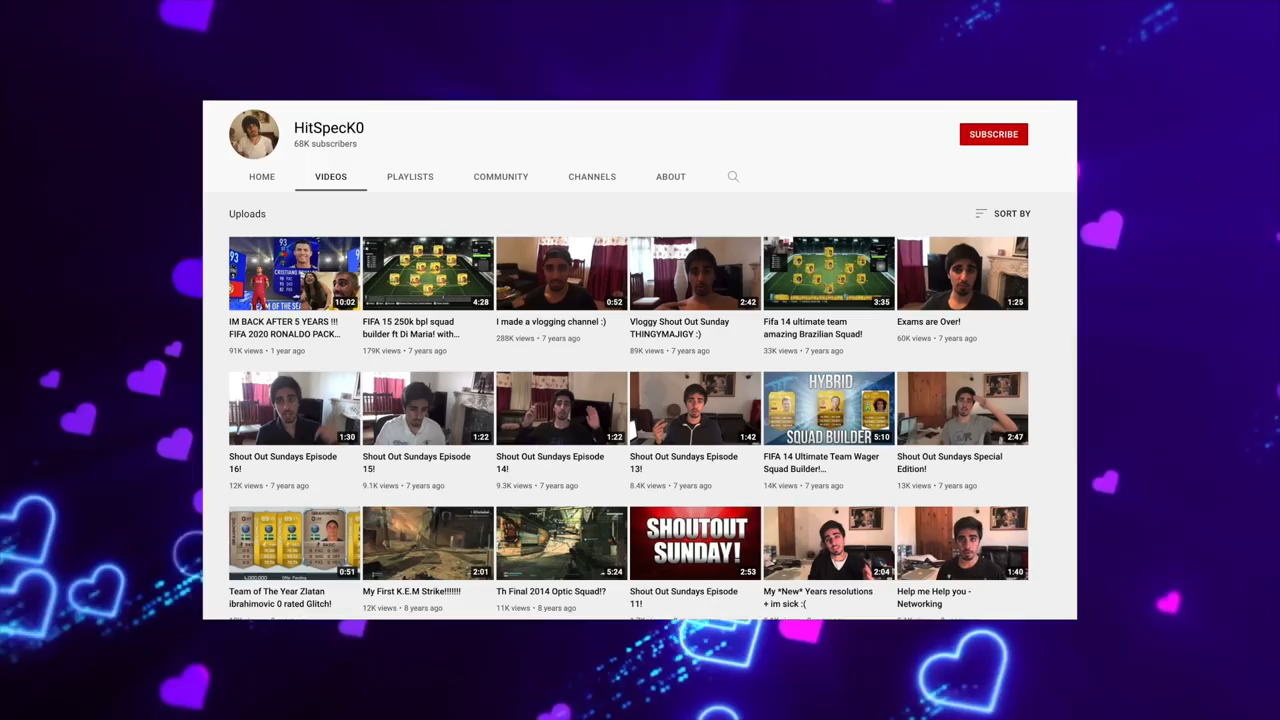 HitSpecK0
68K subscribers
SUBSCRIBE
HOME VIDEOS PLAYLISTS COMMUNITY CHANNELS ABOUT
Uploads
SORT BY
93
93
CRISTIANO RONALDO
10:02
4:28
0:52
2:42
3:35
1:25
IM BACK AFTER 5 YEARS !!!
FIFA 2020 RONALDO PACK...
91K views • 1 year ago
FIFA 15 250k bpl squad
builder ft Di Maria! with...
179K views • 7 years ago
I made a vlogging channel :)
288K views • 7 years ago
Vloggy Shout Out Sunday
THINGYMAJIGY :)
89K views • 7 years ago
Fifa 14 ultimate team
amazing Brazilian Squad!
33K views • 7 years ago
Exams are Over!
60K views • 7 years ago
1:30
1:22
1:22
1:42
HYBRID
SQUAD BUILDER
5:10
2:47
Shout Out Sundays Episode
16!
12K views • 7 years ago
Shout Out Sundays Episode
15!
9.1K views • 7 years ago
Shout Out Sundays Episode
14!
9.3K views • 7 years ago
Shout Out Sundays Episode
13!
8.4K views • 7 years ago
FIFA 14 Ultimate Team Wager
Squad Builder!...
14K views • 7 years ago
Shout Out Sundays Special
Edition!
13K views • 7 years ago
4,000,000
Offer Pending
0:51
2:01
5:24
SHOUTOUT
SUNDAY!
2:53
2:04
1:40
Team of The Year Zlatan
ibrahimovic 0 rated Glitch!
My First K.E.M Strike!!!!!!!
12K views • 8 years ago
Th Final 2014 Optic Squad!?
11K views • 8 years ago
Shout Out Sundays Episode
11!
My *New* Years resolutions
+ im sick :(
Help me Help you -
Networking